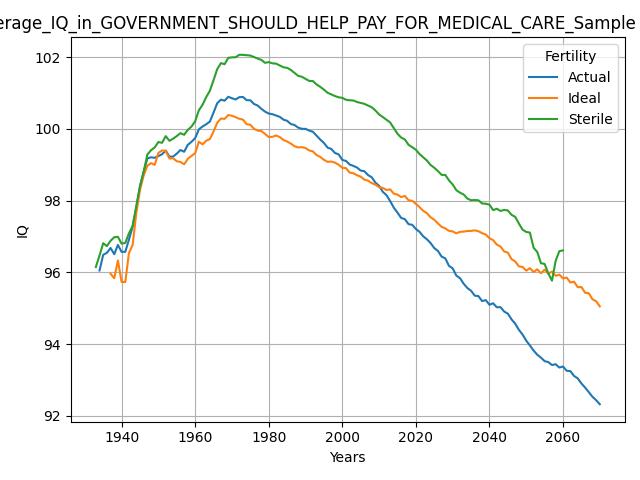 erage_IQ_in_GOVERNMENT_SHOULD_HELP_PAY_FOR_MEDICAL_CARE_Sample
Fertility
Actual
Ideal
Sterile
IQ
102
100
98
96
94
92
1940 1960 1980 2000 2020 2040 2060
Years